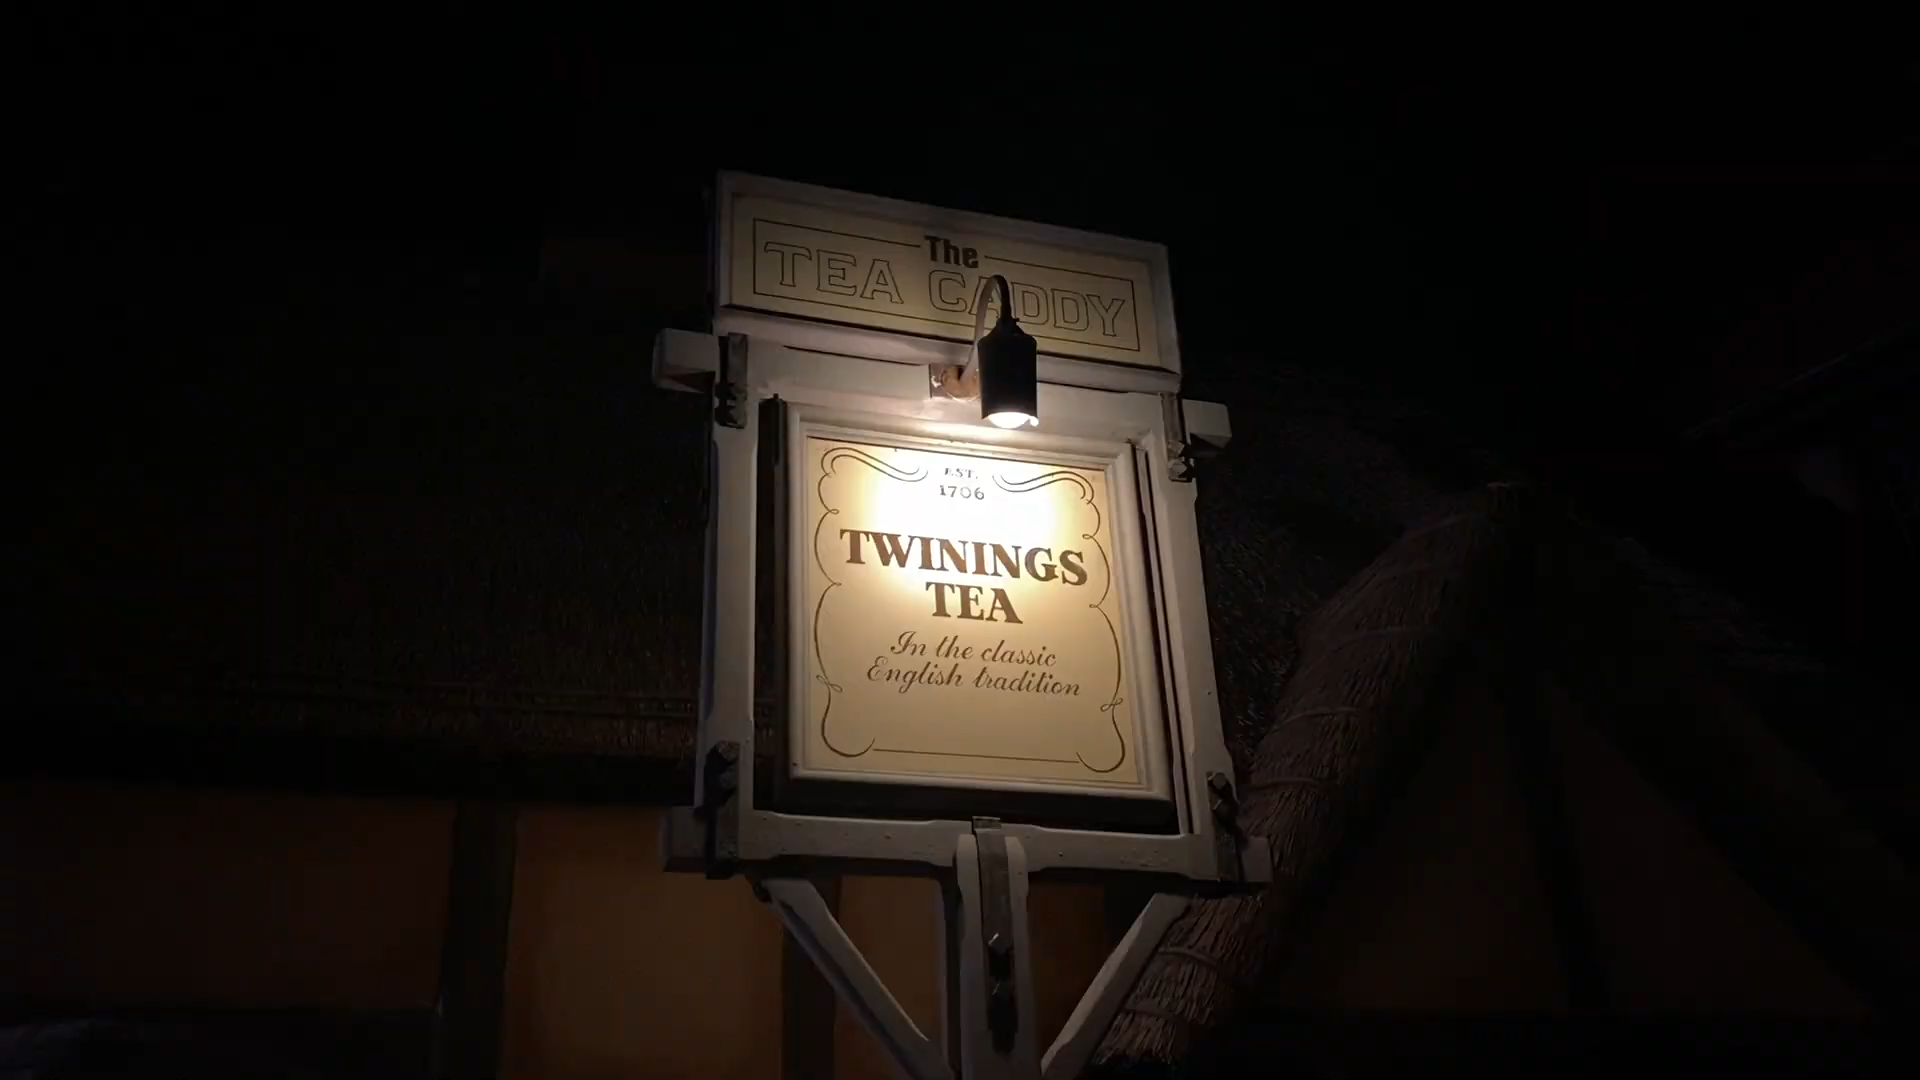 The
TEA CADDY
EST.
1706
TWININGS
TEA
In the classic
English tradition